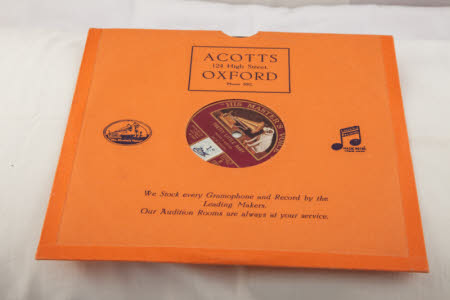 ACOTTS
124 High Street,
OXFORD
HIS MASTER'S VOICE
We Stock every Gramophone and Record by the
Leading Makers.
Our Audition Rooms are always at your service.